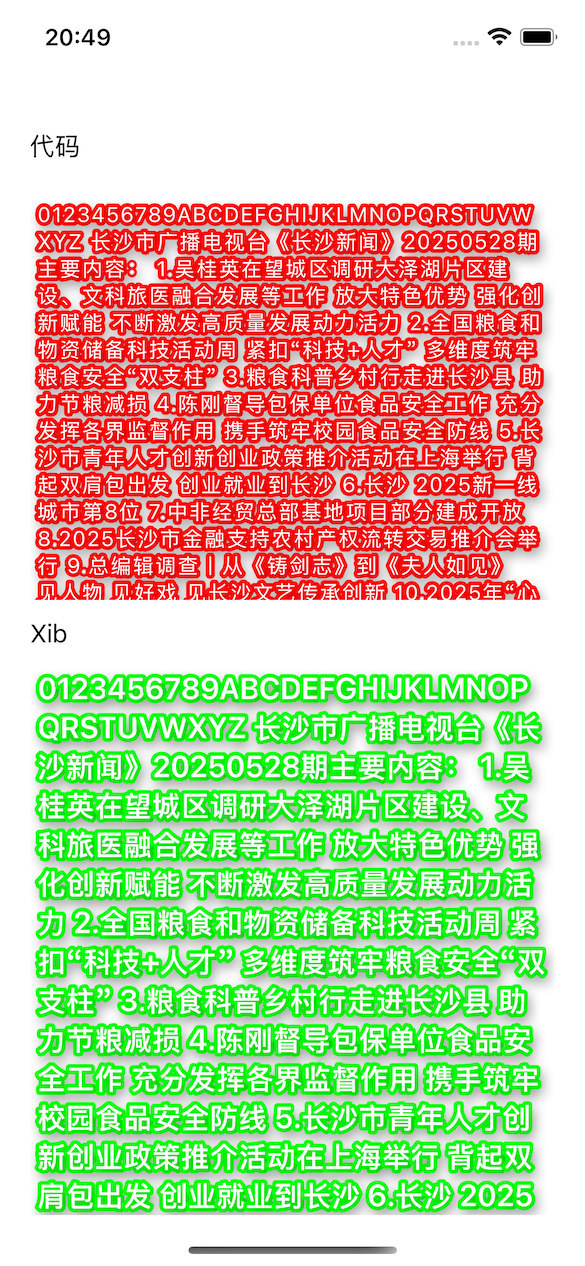 20:49
代码
0123456789ABCDEFGHIJKLMNOPQRSTUVW
XYZ 长沙市广播电视台《长沙新闻》20250528期
主要内容： 1.吴桂英在望城区调研大泽湖片区建
设、文科旅医融合发展等工作 放大特色优势 强化创
新赋能 不断激发高质量发展动力活力 2.全国粮食和
物资储备科技活动周 紧扣“科技+人才” 多维度筑牢
粮食安全“双支柱” 3.粮食科普乡村行走进长沙县 助
力节粮减损 4.陈刚督导包保单位食品安全工作 充分
发挥各界监督作用 携手筑牢校园食品安全防线 5.长
沙市青年人才创新创业政策推介活动在上海举行 背
起双肩包出发 创业就业到长沙 6.长沙 2025新一线
城市第8位 7.中非经贸总部基地项目部分建成开放
8.2025长沙市金融支持农村产权流转交易推介会举
行 9.总编辑调查丨从《铸剑志》到《夫人如见》
见人物 见好戏 见长沙文艺传承创新 10.2025年“心
Xib
0123456789ABCDEFGHIJKLMNOP
QRSTUVWXYZ 长沙市广播电视台《长
沙新闻》20250528期主要内容： 1.吴
桂英在望城区调研大泽湖片区建设、文
科旅医融合发展等工作 放大特色优势 强
化创新赋能 不断激发高质量发展动力活
力 2.全国粮食和物资储备科技活动周 紧
扣“科技+人才” 多维度筑牢粮食安全“双
支柱” 3.粮食科普乡村行走进长沙县 助
力节粮减损 4.陈刚督导包保单位食品安
全工作 充分发挥各界监督作用 携手筑牢
校园食品安全防线 5.长沙市青年人才创
新创业政策推介活动在上海举行 背起双
肩包出发 创业就业到长沙 6.长沙 2025